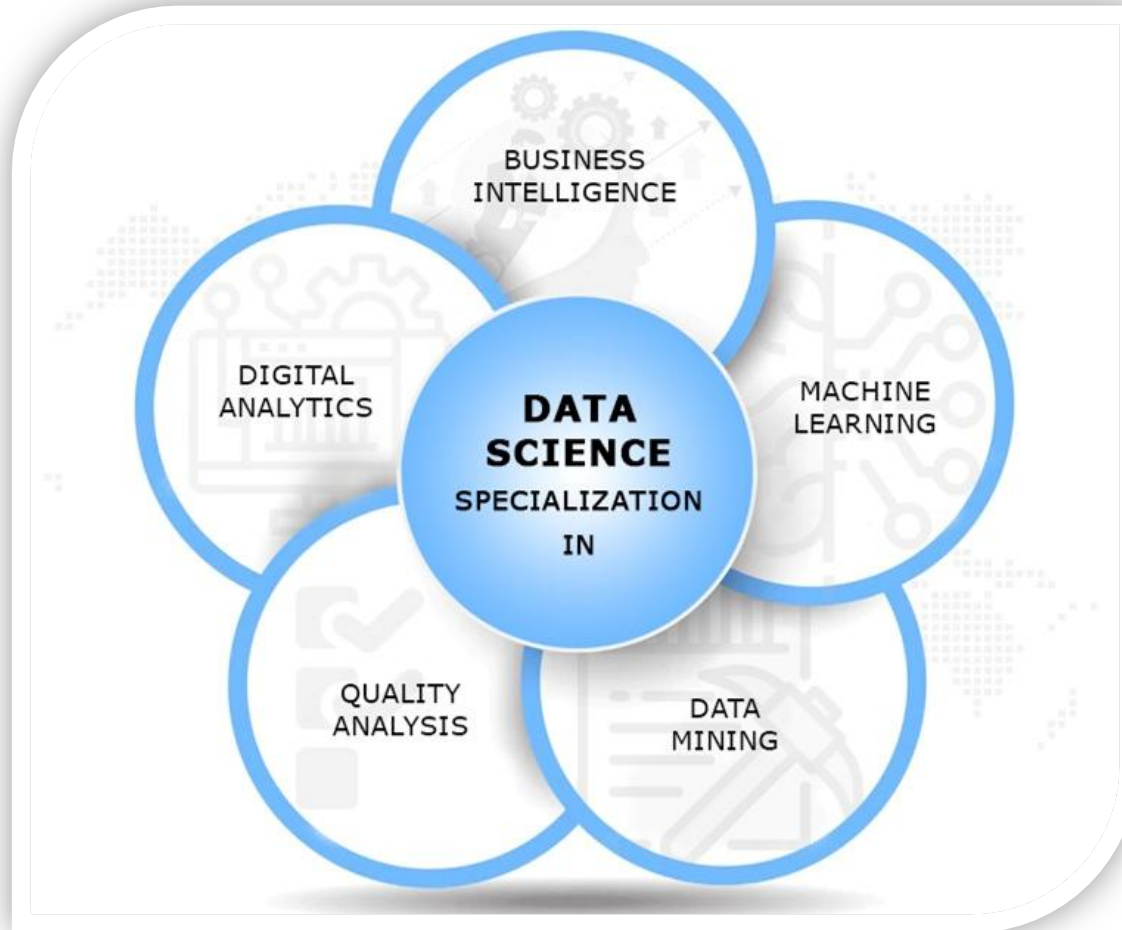 BUSINESS
INTELLIGENCE
DIGITAL
ANALYTICS
MACHINE
LEARNING
DATA
SCIENCE
SPECIALIZATION
IN
QUALITY
ANALYSIS
DATA
MINING